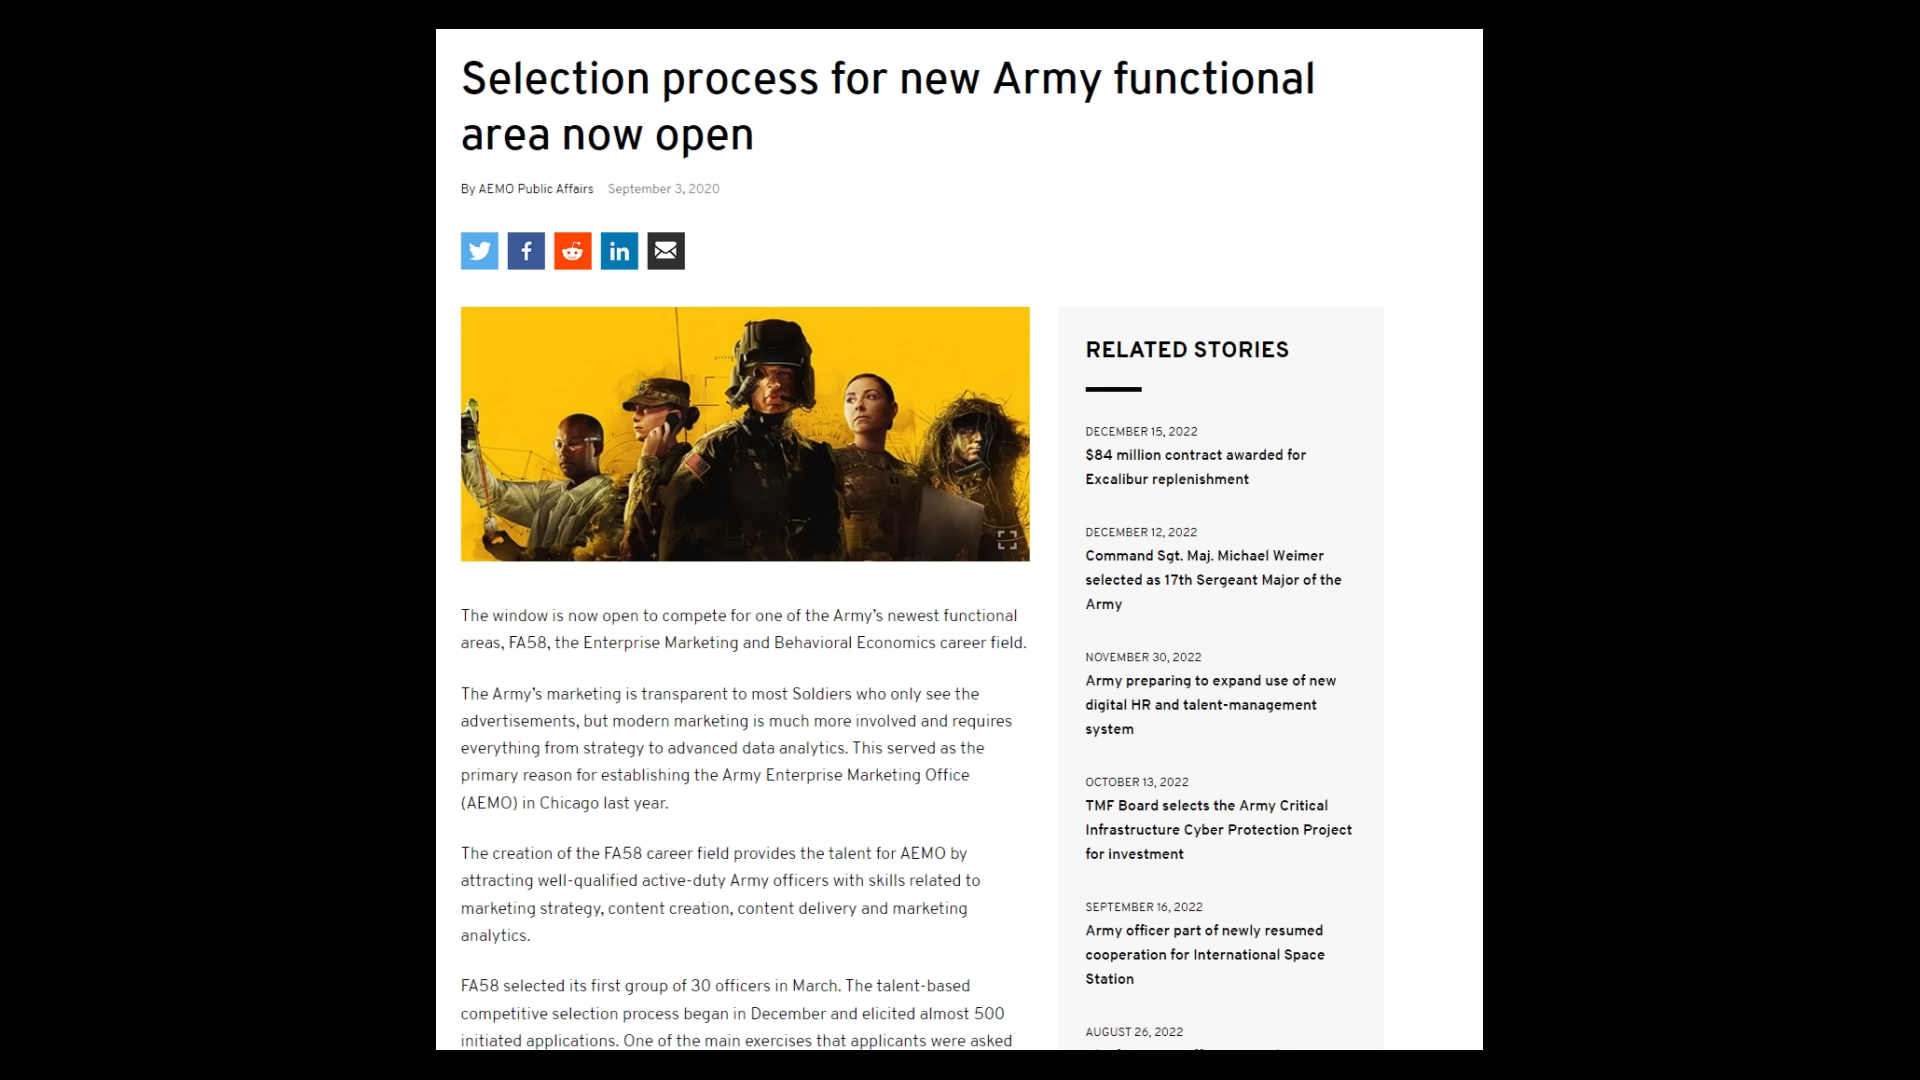 Selection process for new Army functional
area now open
By AEMO Public Affairs September 3, 2020
f
in
The window is now open to compete for one of the Army’s newest functional
areas, FA58, the Enterprise Marketing and Behavioral Economics career field.
The Army’s marketing is transparent to most Soldiers who only see the
advertisements, but modern marketing is much more involved and requires
everything from strategy to advanced data analytics. This served as the
primary reason for establishing the Army Enterprise Marketing Office
(AEMO) in Chicago last year.
The creation of the FA58 career field provides the talent for AEMO by
attracting well-qualified active-duty Army officers with skills related to
marketing strategy, content creation, content delivery and marketing
analytics.
FA58 selected its first group of 30 officers in March. The talent-based
competitive selection process began in December and elicited almost 500
initiated applications. One of the main exercises that applicants were asked
RELATED STORIES
DECEMBER 15, 2022
$84 million contract awarded for
Excalibur replenishment
DECEMBER 12, 2022
Command Sgt. Maj. Michael Weimer
selected as 17th Sergeant Major of the
Army
NOVEMBER 30, 2022
Army preparing to expand use of new
digital HR and talent-management
system
OCTOBER 13, 2022
TMF Board selects the Army Critical
Infrastructure Cyber Protection Project
for investment
SEPTEMBER 16, 2022
Army officer part of newly resumed
cooperation for International Space
Station
AUGUST 26, 2022